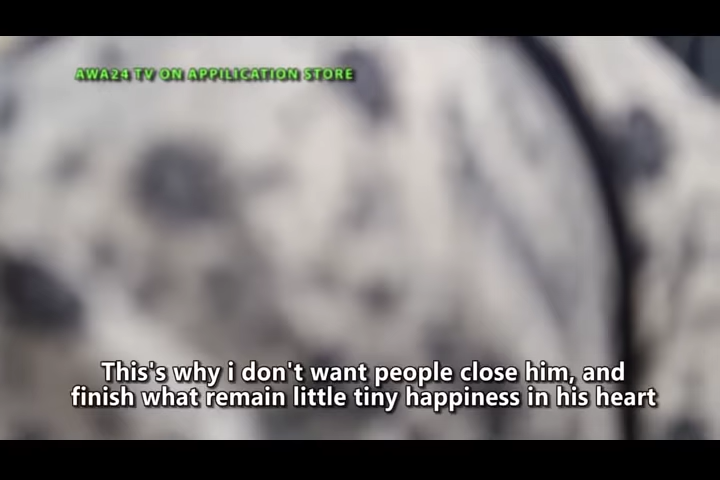 AWA24 TV ON APPILICATION STORE
This's why i don't want people close him, and
finish what remain little tiny happiness in his heart